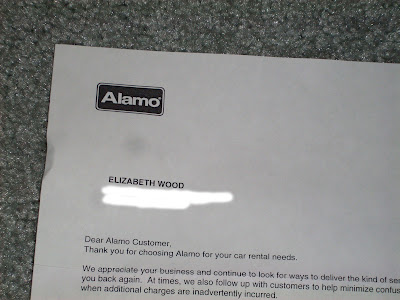 Alamo
ELIZABETH WOOD
Dear Alamo Customer,
Thank you for choosing Alamo for your car rental needs.
We appreciate your business and continue to look for ways to deliver the kind of
you back again. At times, we also follow up with customers to help minimize
when additional charges are inadvertently incurred.